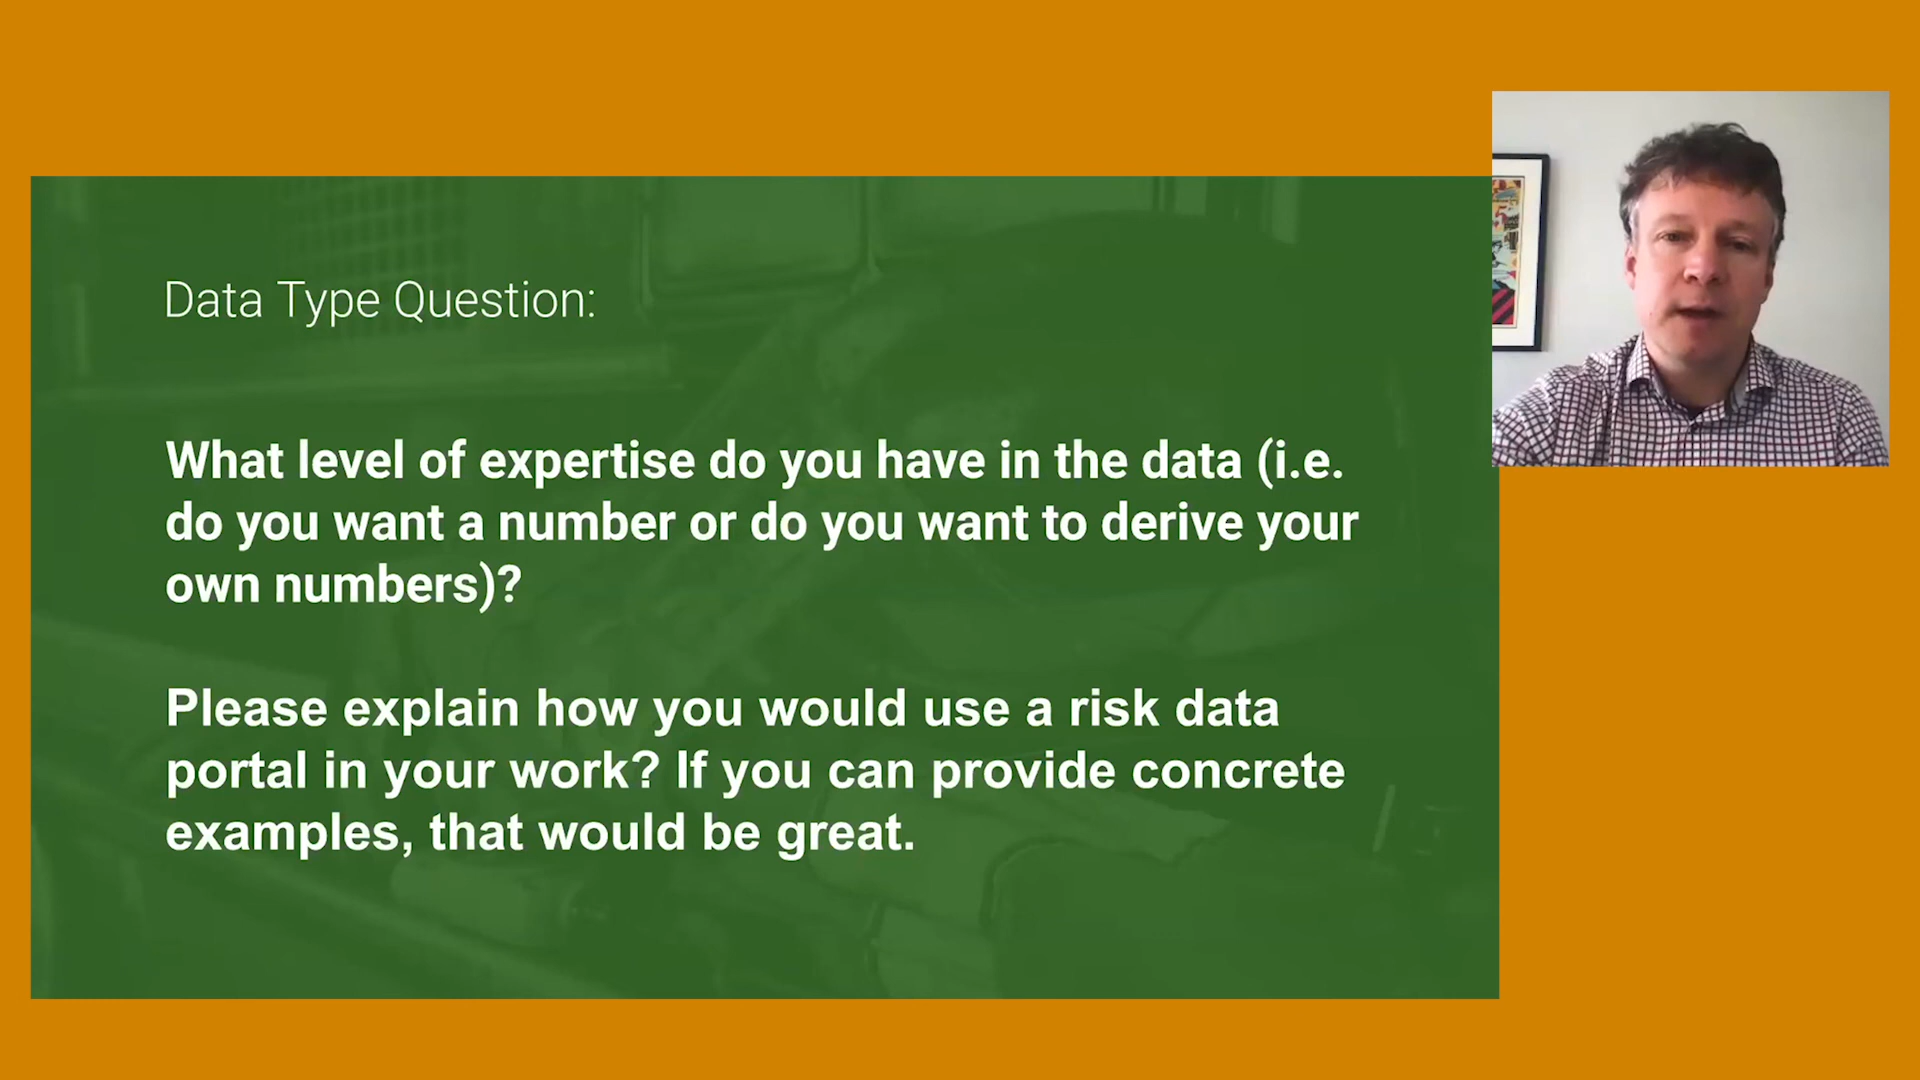 Data Type Question:
What level of expertise do you have in the data (i.e.
do you want a number or do you want to derive your
own numbers)?
Please explain how you would use a risk data
portal in your work? If you can provide concrete
examples, that would be great.